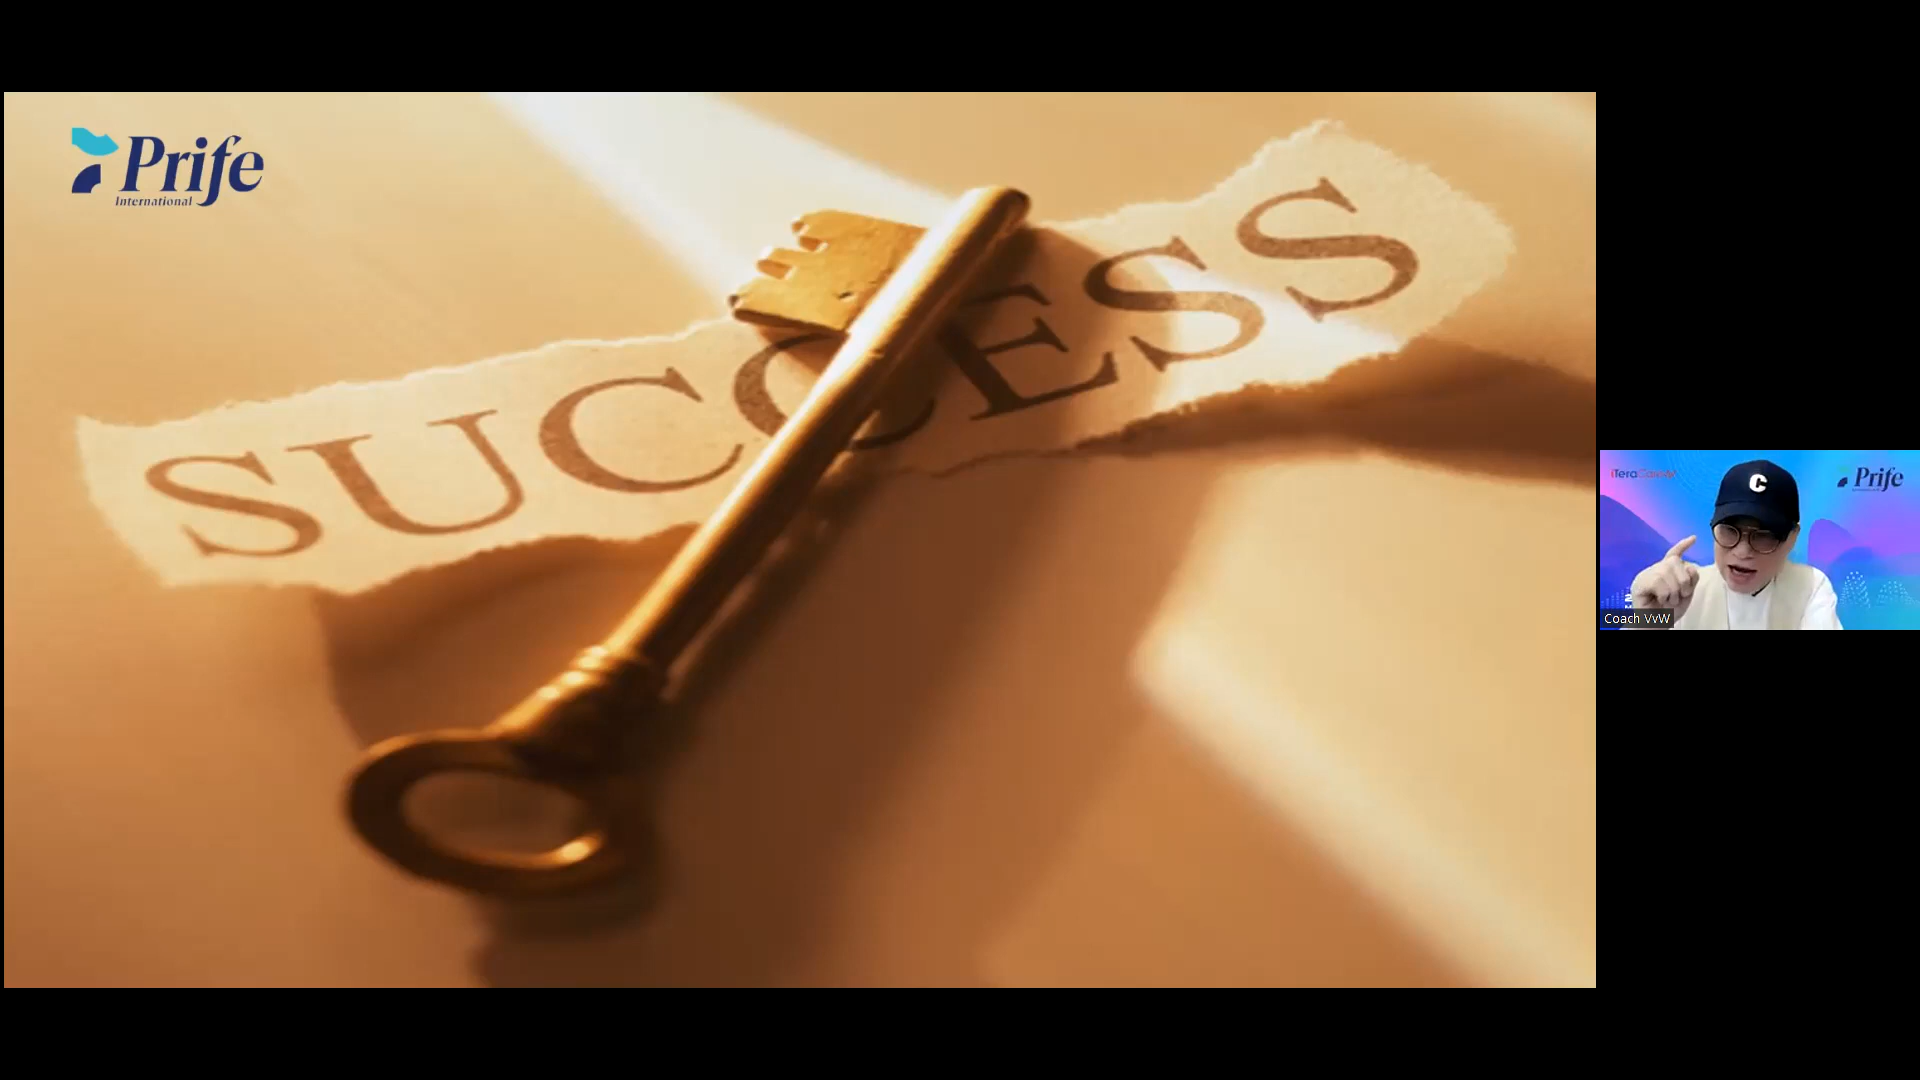 Prife
International
SUCCESS
iTeraCare
Prife
C
Coach VvW